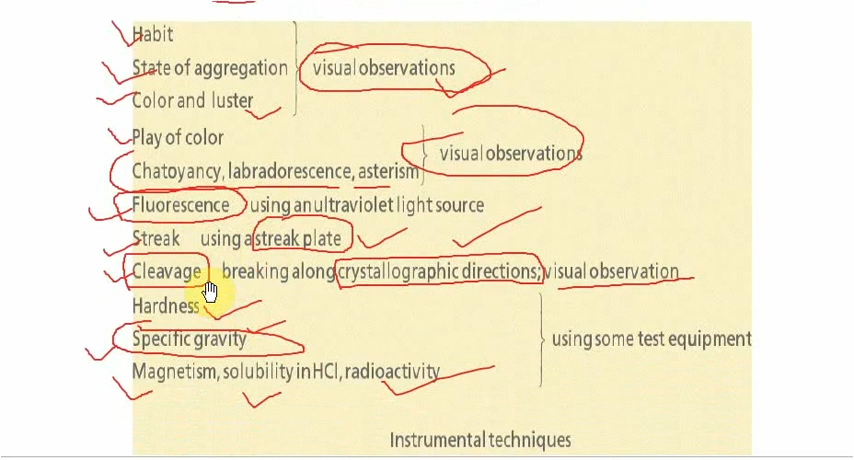 Habit
State of aggregation visual observations
Color and luster
Play of color
visual observations
Chatoyancy, labradorescence, asterism
Fluorescence using an ultraviolet light source
Streak using a streak plate
Cleavage breaking along crystallographic directions; visual observation
Hardness
Specific gravity using some test equipment
Magnetism, solubility in HCl, radioactivity
Instrumental techniques